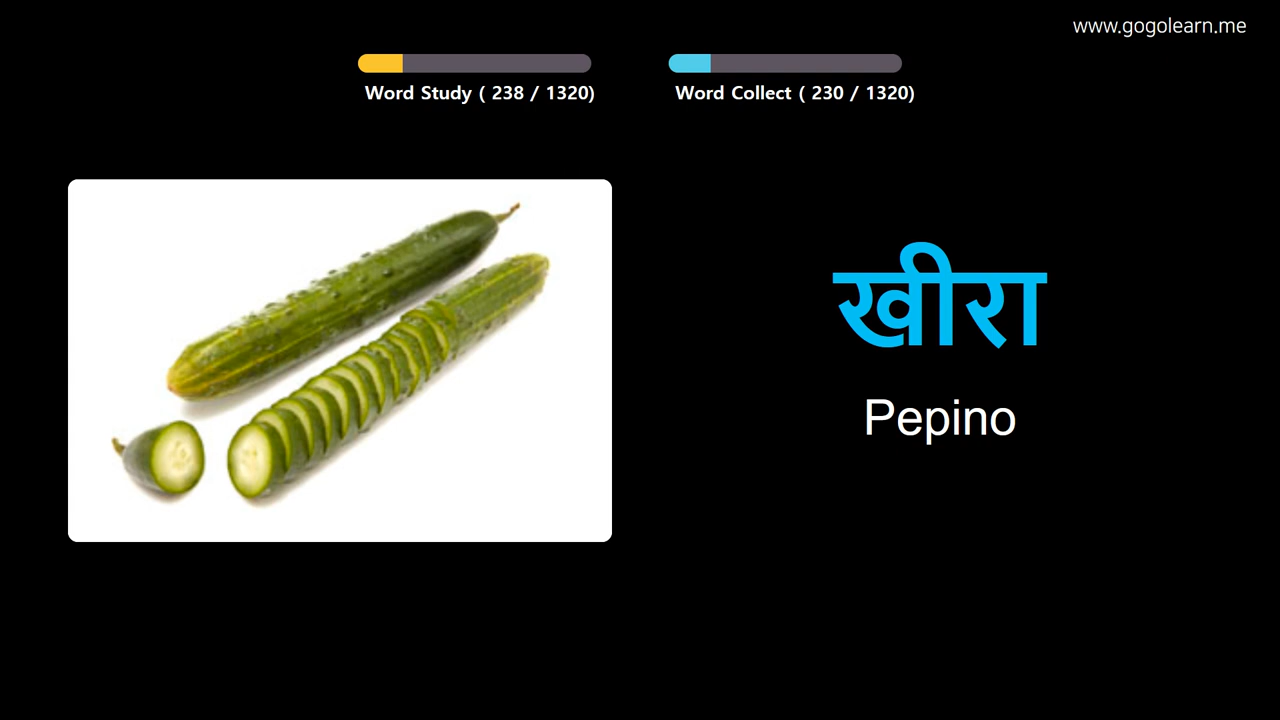 www.gogolearn.me
Word Study ( 238 / 1320)
Word Collect ( 230 / 1320)
खीरा
Pepino